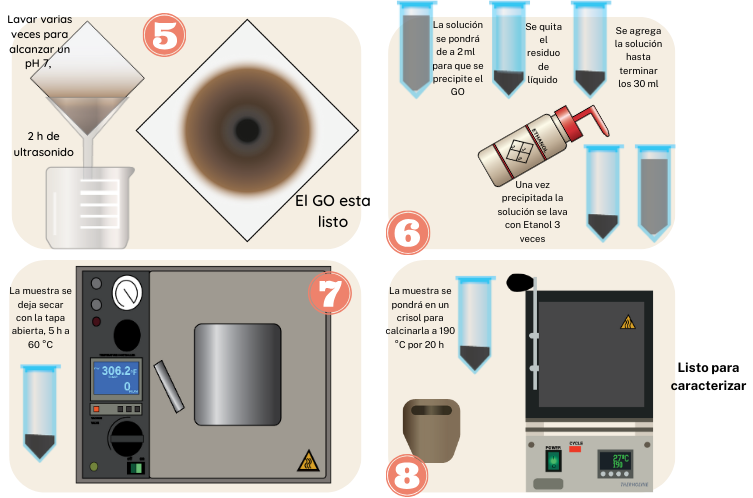 Lavar varias
veces para
alcanzar un
pH 7,
5
2 h de
ultrasonido
El GO esta
listo
La solución
se pondrá
de a 2 ml
para que se
precipite el
GO
Se quita
el
residuo
de
líquido
Se agrega
la solución
hasta
terminar
los 30 ml
ETHANOL
Una vez
precipitada la
solución se lava
con Etanol 3
veces
6
La muestra se
deja secar
con la tapa
abierta, 5 h a
60 °C
306.2°F
0
7
La muestra se
pondrá en un
crisol para
calcinarla a 190
°C por 20 h
POWER
CYCLE
27°C
190
8
Listo para
caracterizar